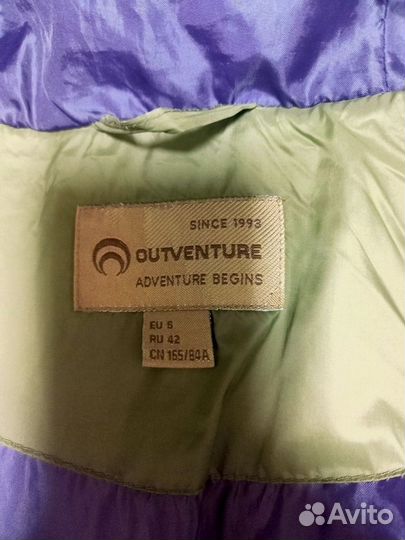 SINCE 1993
OUTVENTURE
ADVENTURE BEGINS
EU S
RU 42
CN 165/84A
Avito